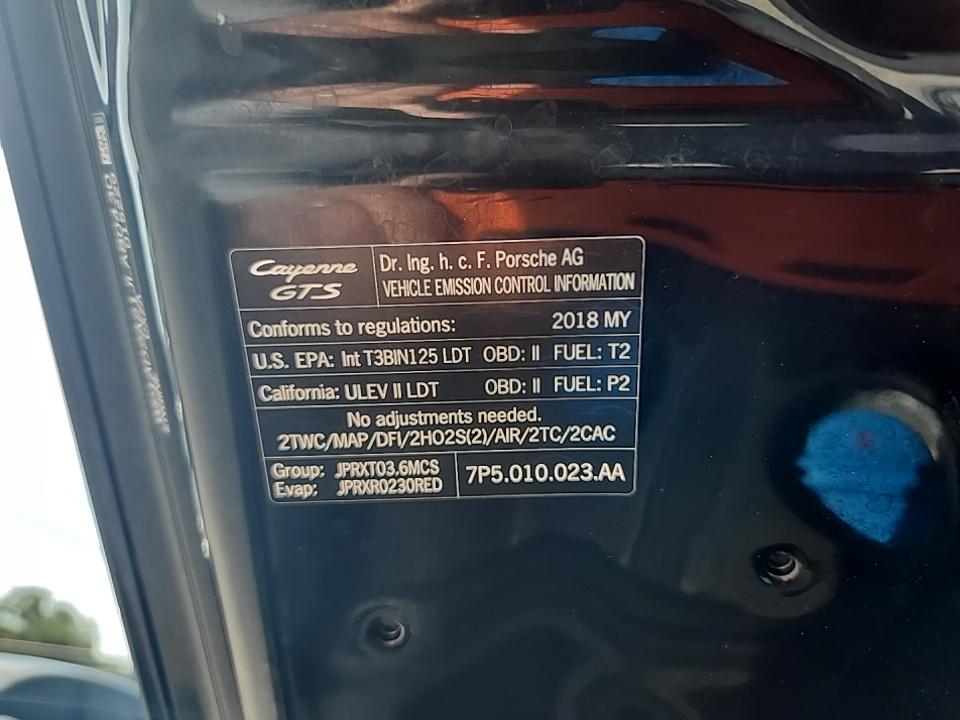 Cayenne
GTS
Dr. Ing. h. c. F. Porsche AG
VEHICLE EMISSION CONTROL INFORMATION
Conforms to regulations: 2018 MY
U.S. EPA: Int T3BIN125 LDT OBD: II FUEL: T2
California: ULEV II LDT OBD: II FUEL: P2
No adjustments needed.
2TWC/MAP/DFI/2HO2S(2)/AIR/2TC/2CAC
Group: JPRXT03.6MCS
Evap: JPRXR0230RED
7P5.010.023.AA